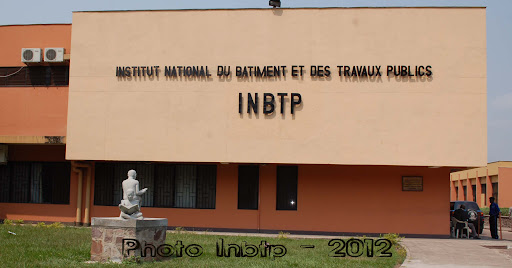 INSTITUT NATIONAL DU BATIMENT ET DES TRAVAUX PUBLICS
INBTP
Photo Inbtp - 2012